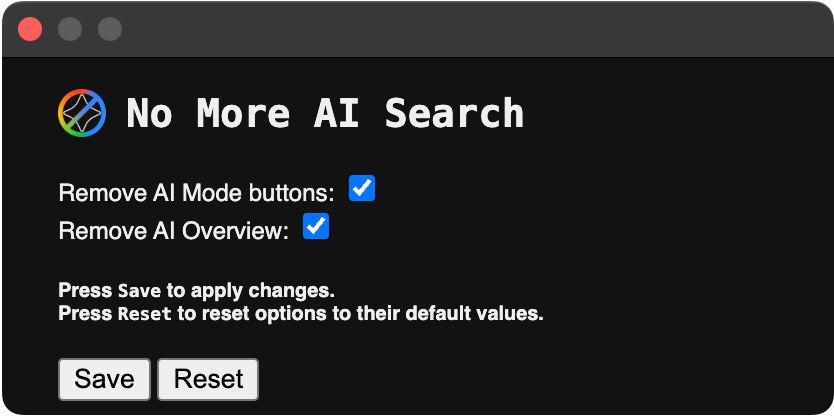 No More AI Search
Remove AI Mode buttons:
Remove AI Overview:
Press Save to apply changes.
Press Reset to reset options to their default values.
Save Reset